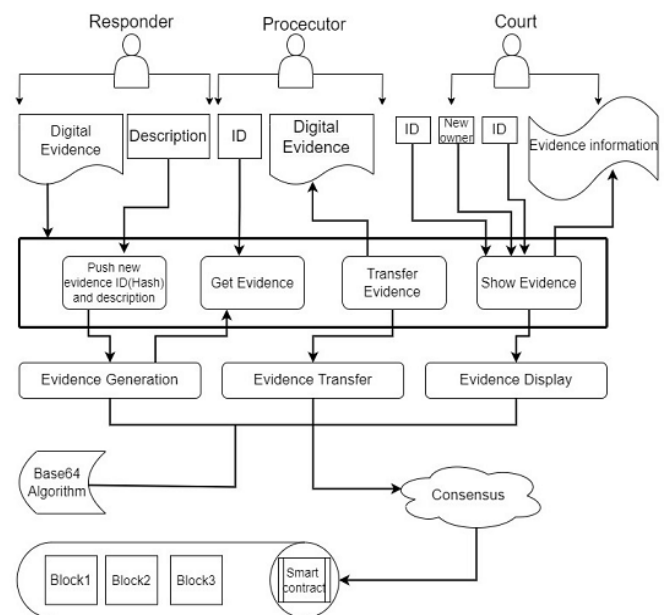 Responder
Procecutor
Court
Digital
Evidence
Description
ID
Digital
Evidence
ID
New
owner
ID
Evidence information
Push new
evidence ID(Hash)
and description
Get Evidence
Transfer
Evidence
Show Evidence
Evidence Generation
Evidence Transfer
Evidence Display
Base64
Algorithm
Consensus
Block1
Block2
Block3
Smart
contract